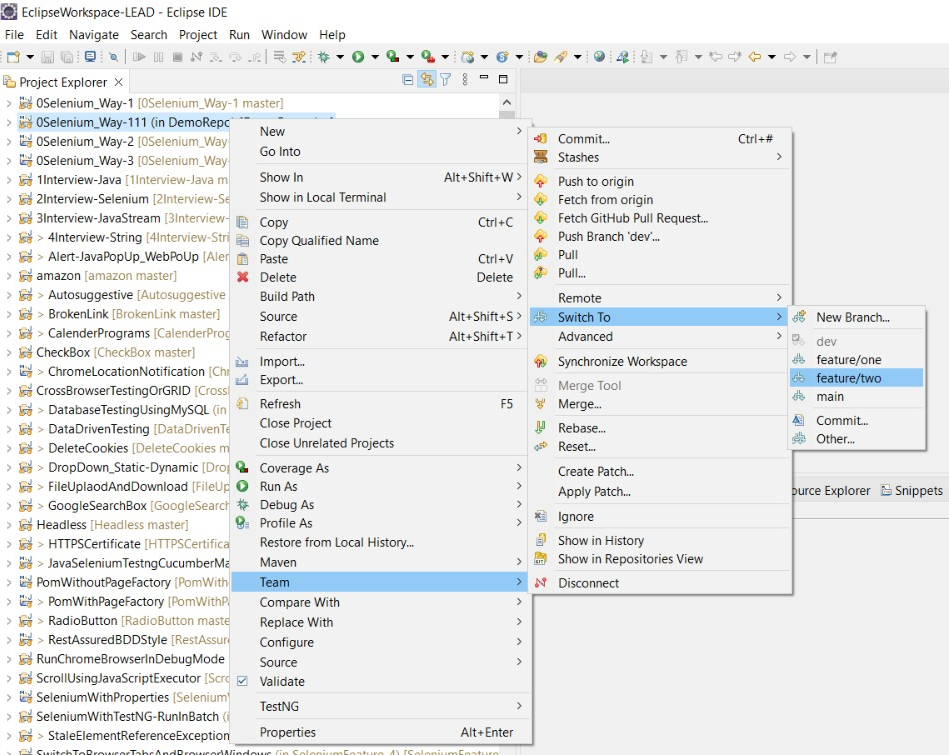 EclipseWorkspace-LEAD - Eclipse IDE
File Edit Navigate Search Project Run Window Help
Project Explorer
0Selenium_Way-1 [0Selenium_Way-1 master]
0Selenium_Way-111 (in DemoRepo
0Selenium_Way-2 [0Selenium_Way-
0Selenium_Way-3 [0Selenium_Way-
1Interview-Java [1Interview-Java m
2Interview-Selenium [2Interview-Se
3Interview-JavaStream [3Interview-
> 4Interview-String [4Interview-Stri
> Alert-JavaPopUp_WebPoUp [Aler
amazon [amazon master]
> Autosuggestive [Autosuggestive
> BrokenLink [BrokenLink master]
> CalenderPrograms [CalenderProg
CheckBox [CheckBox master]
> ChromeLocationNotification [Ch
CrossBrowserTestingOrGRID [Cross
> DatabaseTestingUsingMySQL (in
> DataDrivenTesting [DataDrivenTe
> DeleteCookies [DeleteCookies m
> DropDown_Static-Dynamic [Drop
> FileUplaodAndDownload [FileUp
> GoogleSearchBox [GoogleSearch
Headless [Headless master]
> HTTPSCertificate [HTTPSCertifica
> JavaSeleniumTestngCucumberMa
PomWithoutPageFactory [PomWith
> PomWithPageFactory [PomWithPa
> RadioButton [RadioButton maste
> RestAssuredBDDStyle [RestAssure
RunChromeBrowserInDebugMode
ScrollUsingJavaScriptExecutor [Scro
SeleniumWithProperties [SeleniumW
SeleniumWithTestNG-RunInBatch (i
> StaleElementReferenceException
SwitchToBrowserTabsAndBrowserWindows (in SeleniumFeature-4) [SeleniumFeature
New
Go Into
Show In Alt+Shift+W
Show in Local Terminal
Copy Ctrl+C
Copy Qualified Name
Paste Ctrl+V
Delete Delete
Build Path
Source Alt+Shift+S
Refactor Alt+Shift+T
Import...
Export...
Refresh F5
Close Project
Close Unrelated Projects
Coverage As
Run As
Debug As
Profile As
Restore from Local History...
Maven
Team
Compare With
Replace With
Configure
Source
Validate
TestNG
Properties Alt+Enter
Commit... Ctrl+#
Stashes
Push to origin
Fetch from origin
Fetch GitHub Pull Request...
Push Branch 'dev'...
Pull
Pull...
Remote
Switch To
Advanced
Synchronize Workspace
Merge Tool
Merge...
Rebase...
Reset...
Create Patch...
Apply Patch...
Ignore
Show in History
Show in Repositories View
Disconnect
New Branch...
dev
feature/one
feature/two
main
Commit...
Other...
ource Explorer Snippets